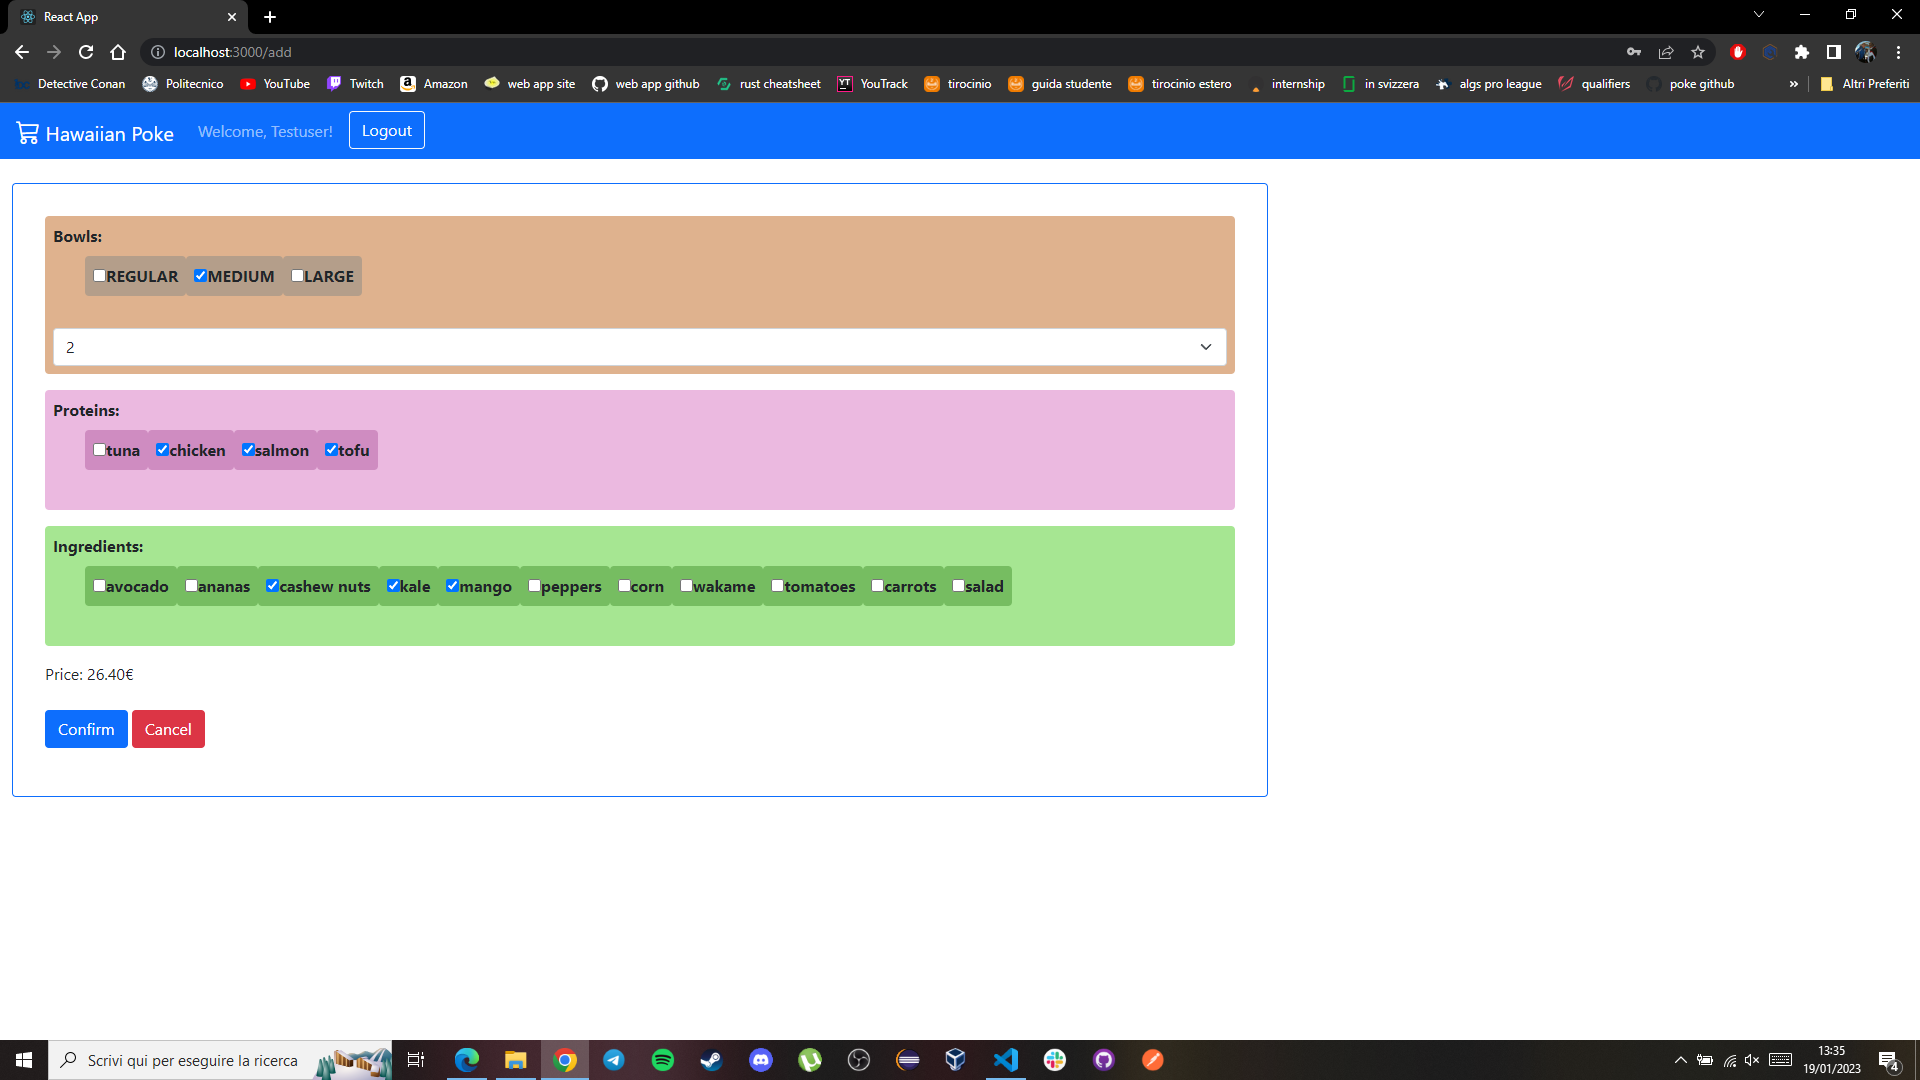 React App
localhost:3000/add
Detective Conan Politecnico YouTube Twitch Amazon web app site web app github rust cheatsheet YouTrack tirocinio guida studente tirocinio estero internship in svizzera algs pro league qualifiers poke github » Altri Preferiti
Hawaiian Poke Welcome, Testuser! Logout
Bowls:
REGULAR MEDIUM LARGE
2
Proteins:
tuna chicken salmon tofu
Ingredients:
avocado ananas cashew nuts kale mango peppers corn wakame tomatoes carrots salad
Price: 26.40€
Confirm Cancel
Scrivi qui per eseguire la ricerca
13:35
19/01/2023
4